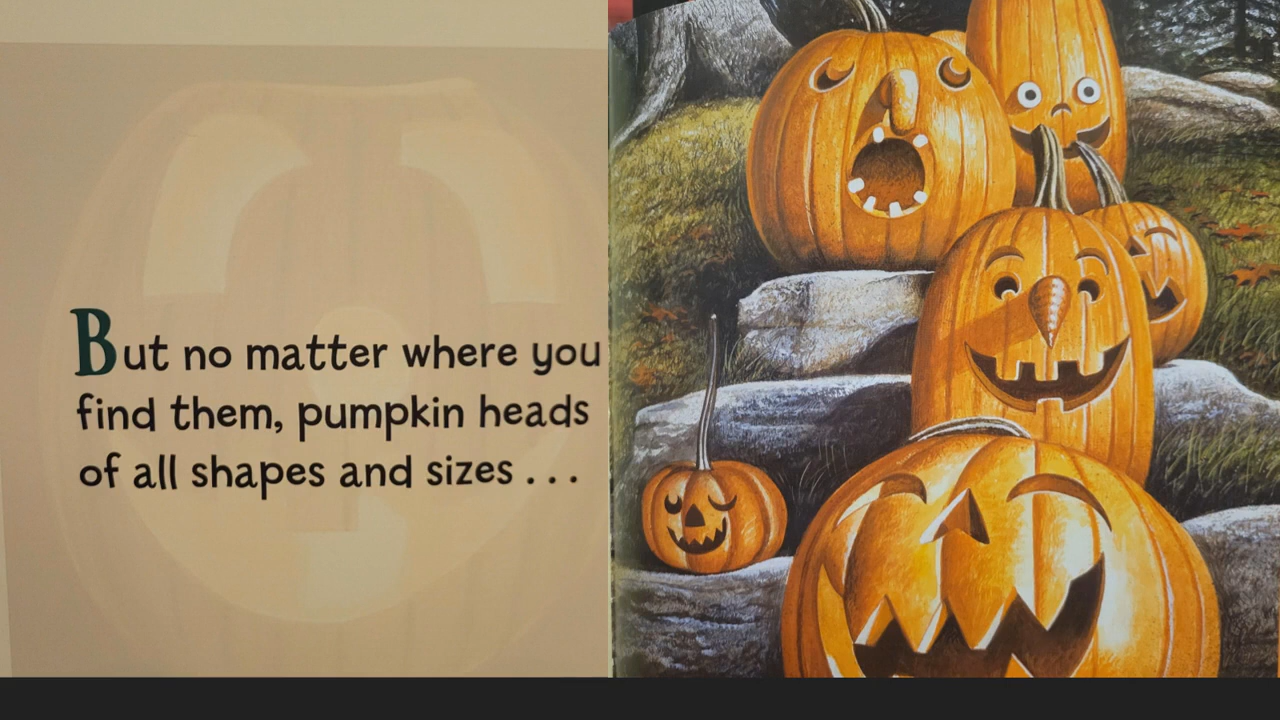 But no matter where you
find them, pumpkin heads
of all shapes and sizes . . .